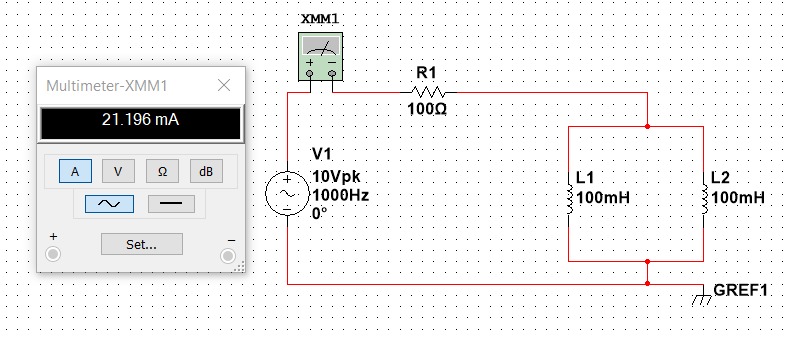 XMM1
Multimeter-XMM1
21.196 mA
A V Ω dB
+ −
Set...
+ −
R1
100Ω
V1
10Vpk
1000Hz
0°
+
−
L1
100mH
L2
100mH
GREF1